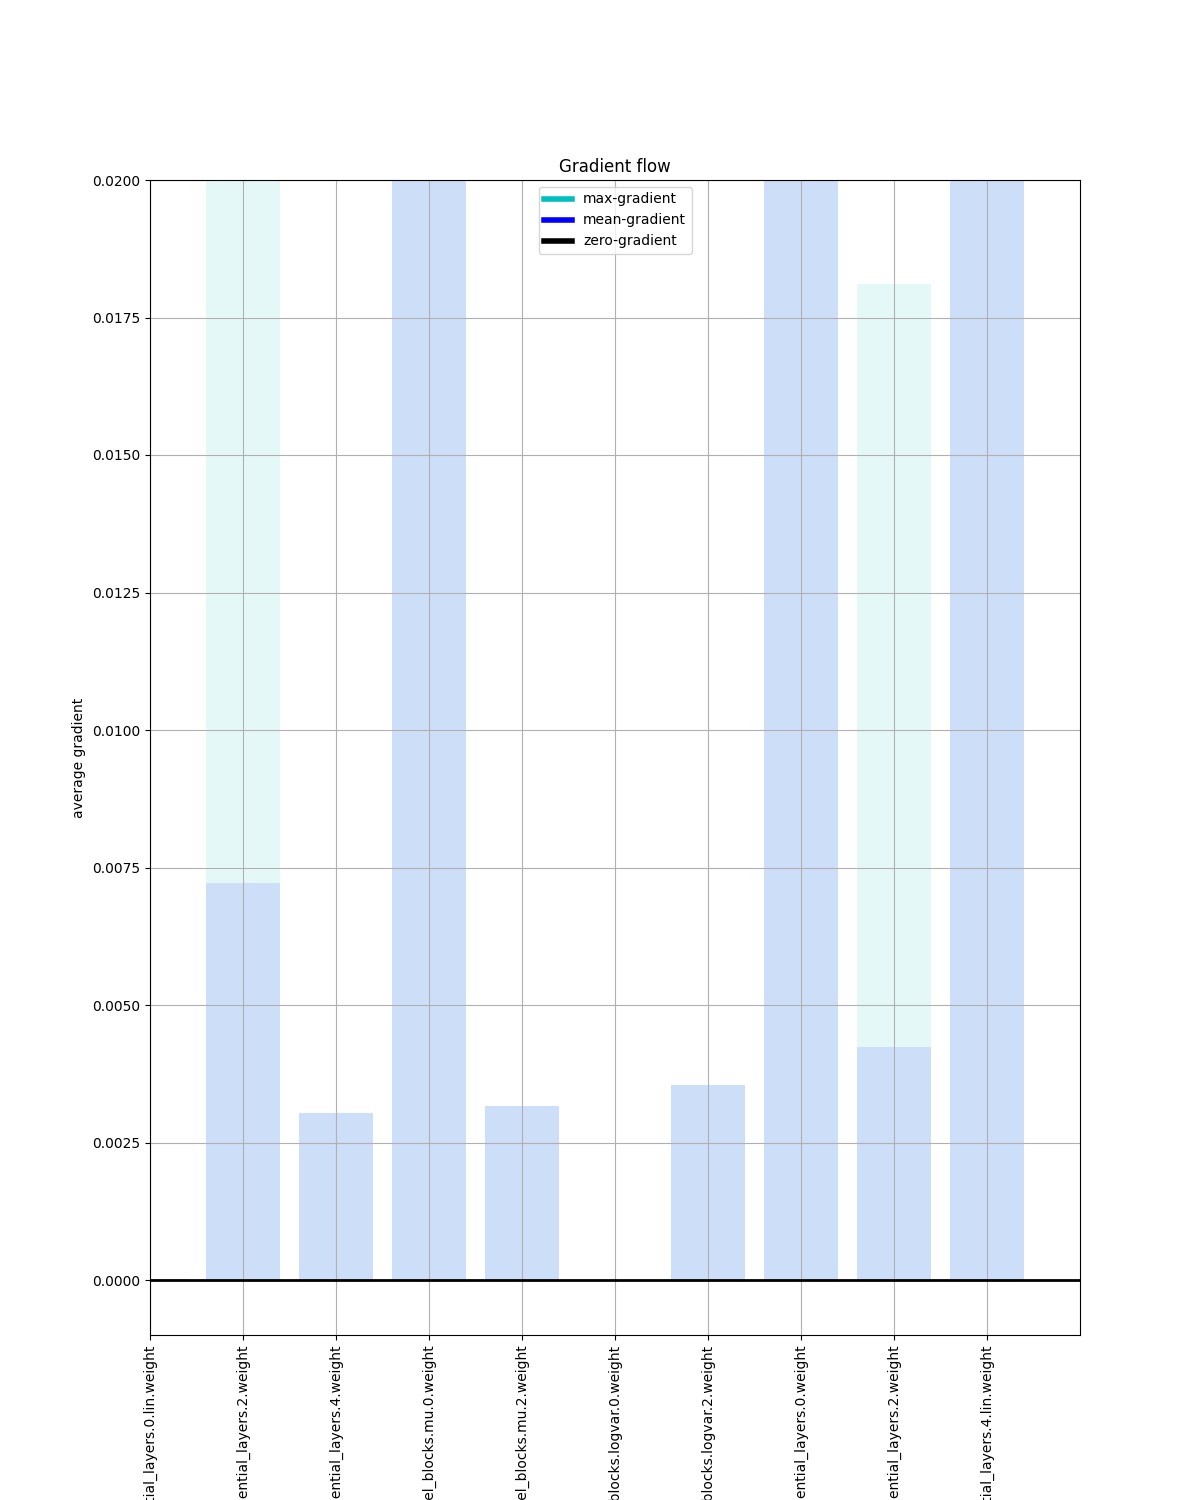 Gradient flow
max-gradient
mean-gradient
zero-gradient
average gradient
0.0200
0.0175
0.0150
0.0125
0.0100
0.0075
0.0050
0.0025
0.0000
tial_layers.0.lin.weight
ential_layers.2.weight
ential_layers.4.weight
el_blocks.mu.0.weight
el_blocks.mu.2.weight
blocks.logvar.0.weight
blocks.logvar.2.weight
ential_layers.0.weight
ential_layers.2.weight
tial_layers.4.lin.weight